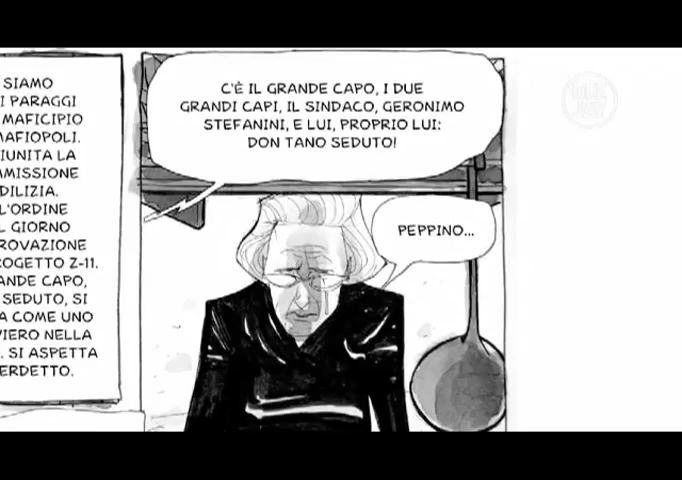 SIAMO
I PARAGGI
MAFICIPIO
MAFIOPOLI.
IUNITA LA
MMISSIONE
DILIZIA.
L'ORDINE
L GIORNO
ROVAZIONE
ROGETTO Z-11.
ANDE CAPO,
SEDUTO, SI
A COME UNO
VIERO NELLA
. SI ASPETTA
ERDETTO.
C'È IL GRANDE CAPO, I DUE
GRANDI CAPI, IL SINDACO, GERONIMO
STEFANINI, E LUI, PROPRIO LUI:
DON TANO SEDUTO!
PEPPINO...